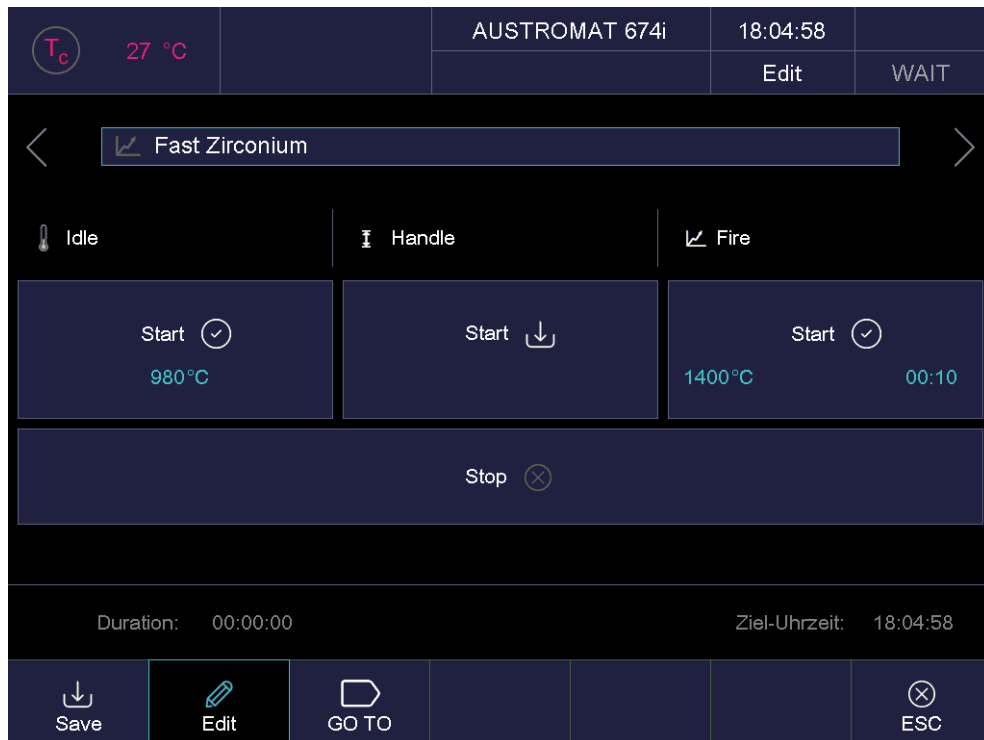 Tc 27 °C AUSTROMAT 674i 18:04:58
Edit WAIT
Fast Zirconium
Idle Handle Fire
Start Start Start
980°C 1400°C 00:10
Stop
Duration: 00:00:00 Ziel-Uhrzeit: 18:04:58
Save Edit GO TO ESC